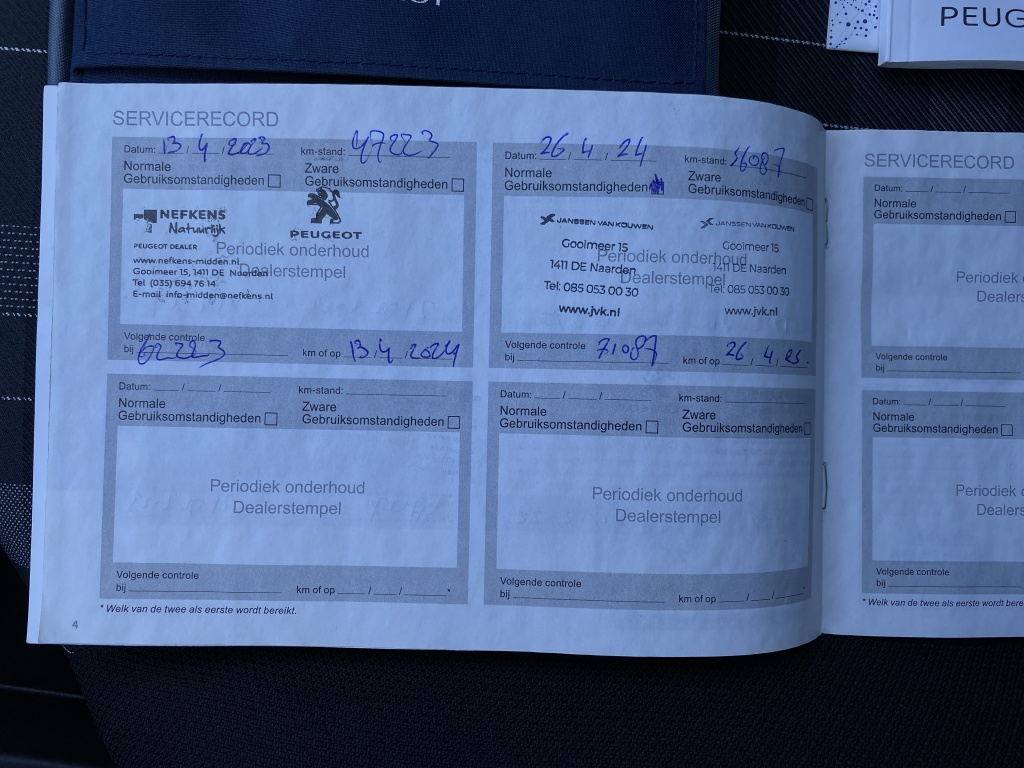 PEUG
SERVICERECORD
Datum: 13 / 4 / 2023 km-stand: 47223
Normale Gebruiksomstandigheden
Zware Gebruiksomstandigheden
NEFKENS
Natuurlijk
PEUGEOT DEALER
PEUGEOT
Periodiek onderhoud
Dealerstempel
www.nefkens-midden.nl
Gooimeer 15, 1411 DE Naarden
Tel (035) 694 76 14
E-mail info-midden@nefkens.nl
Volgende controle
bij 62223 km of op 13 / 4 / 2024
Datum: 26 / 4 / 24 km-stand: 56087
Normale Gebruiksomstandigheden
Zware Gebruiksomstandigheden
JANSSEN VAN KOUWEN
Gooimeer 15
1411 DE Naarden
Tel: 085 053 00 30
www.jvk.nl
JANSSEN VAN KOUWEN
Gooimeer 15
1411 DE Naarden
Tel: 085 053 00 30
www.jvk.nl
Periodiek onderhoud
Dealerstempel
Volgende controle
bij 71087 km of op 26 / 4 / 25
Datum: / / km-stand:
Normale Gebruiksomstandigheden
Zware Gebruiksomstandigheden
Periodiek onderhoud
Dealerstempel
Volgende controle
bij km of op / / *
Datum: / / km-stand:
Normale Gebruiksomstandigheden
Zware Gebruiksomstandigheden
Periodiek onderhoud
Dealerstempel
Volgende controle
bij km of op / / *
* Welk van de twee als eerste wordt bereikt.
4
SERVICERECORD
Datum: / /
Normale
Gebruiksomstandigheden
Periodiek on
Dealers
Volgende controle
bij
Datum: / /
Normale
Gebruiksomstandigheden
Periodiek on
Dealers
Volgende controle
bij
* Welk van de twee als eerste wordt bere